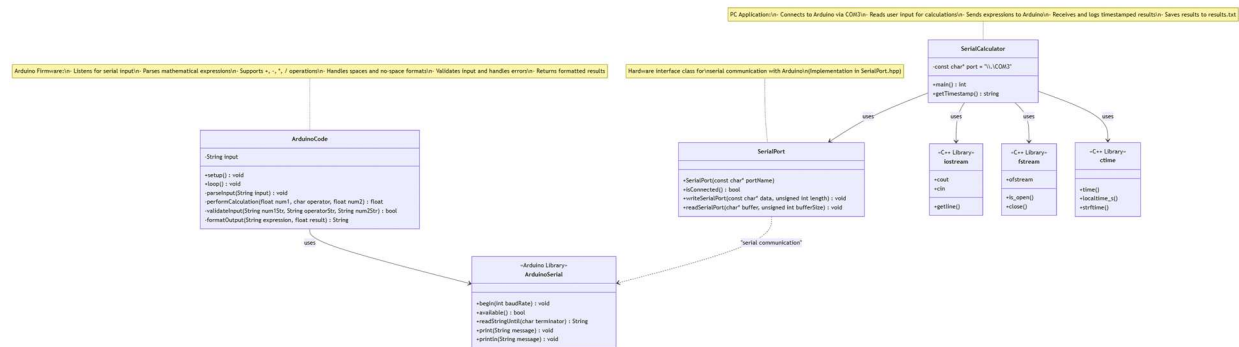 PC Application:\n- Connects to Arduino via COM3\n- Reads user input for calculations\n- Sends expressions to Arduino\n- Receives and logs timestamped results\n- Saves results to results.txt
Arduino Firmware:\n- Listens for serial input\n- Parses mathematical expressions\n- Supports +, -, *, / operations\n- Handles spaces and no-space formats\n- Validates input and handles errors\n- Returns formatted results
Hardware interface class for\nserial communication with Arduino\n(Implementation in SerialPort.hpp)
SerialCalculator
-const char* port = "\\.\COM3"
+main() : int
+getTimestamp() : string
uses
uses
uses
uses
ArduinoCode
-String input
+setup() : void
+loop() : void
-parseInput(String input) : void
-performCalculation(float num1, char operator, float num2) : float
-validateInput(String num1Str, String operatorStr, String num2Str) : bool
-formatOutput(String expression, float result) : String
SerialPort
+SerialPort(const char* portName)
+isConnected() : bool
+writeSerialPort(const char* data, unsigned int length) : void
+readSerialPort(char* buffer, unsigned int bufferSize) : void
«C++ Library»
iostream
+cout
+cin
+getline()
«C++ Library»
fstream
+ofstream
+is_open()
+close()
«C++ Library»
ctime
+time()
+localtime_s()
+strftime()
uses
"serial communication"
«Arduino Library»
ArduinoSerial
+begin(int baudRate) : void
+available() : bool
+readStringUntil(char terminator) : String
+print(String message) : void
+println(String message) : void